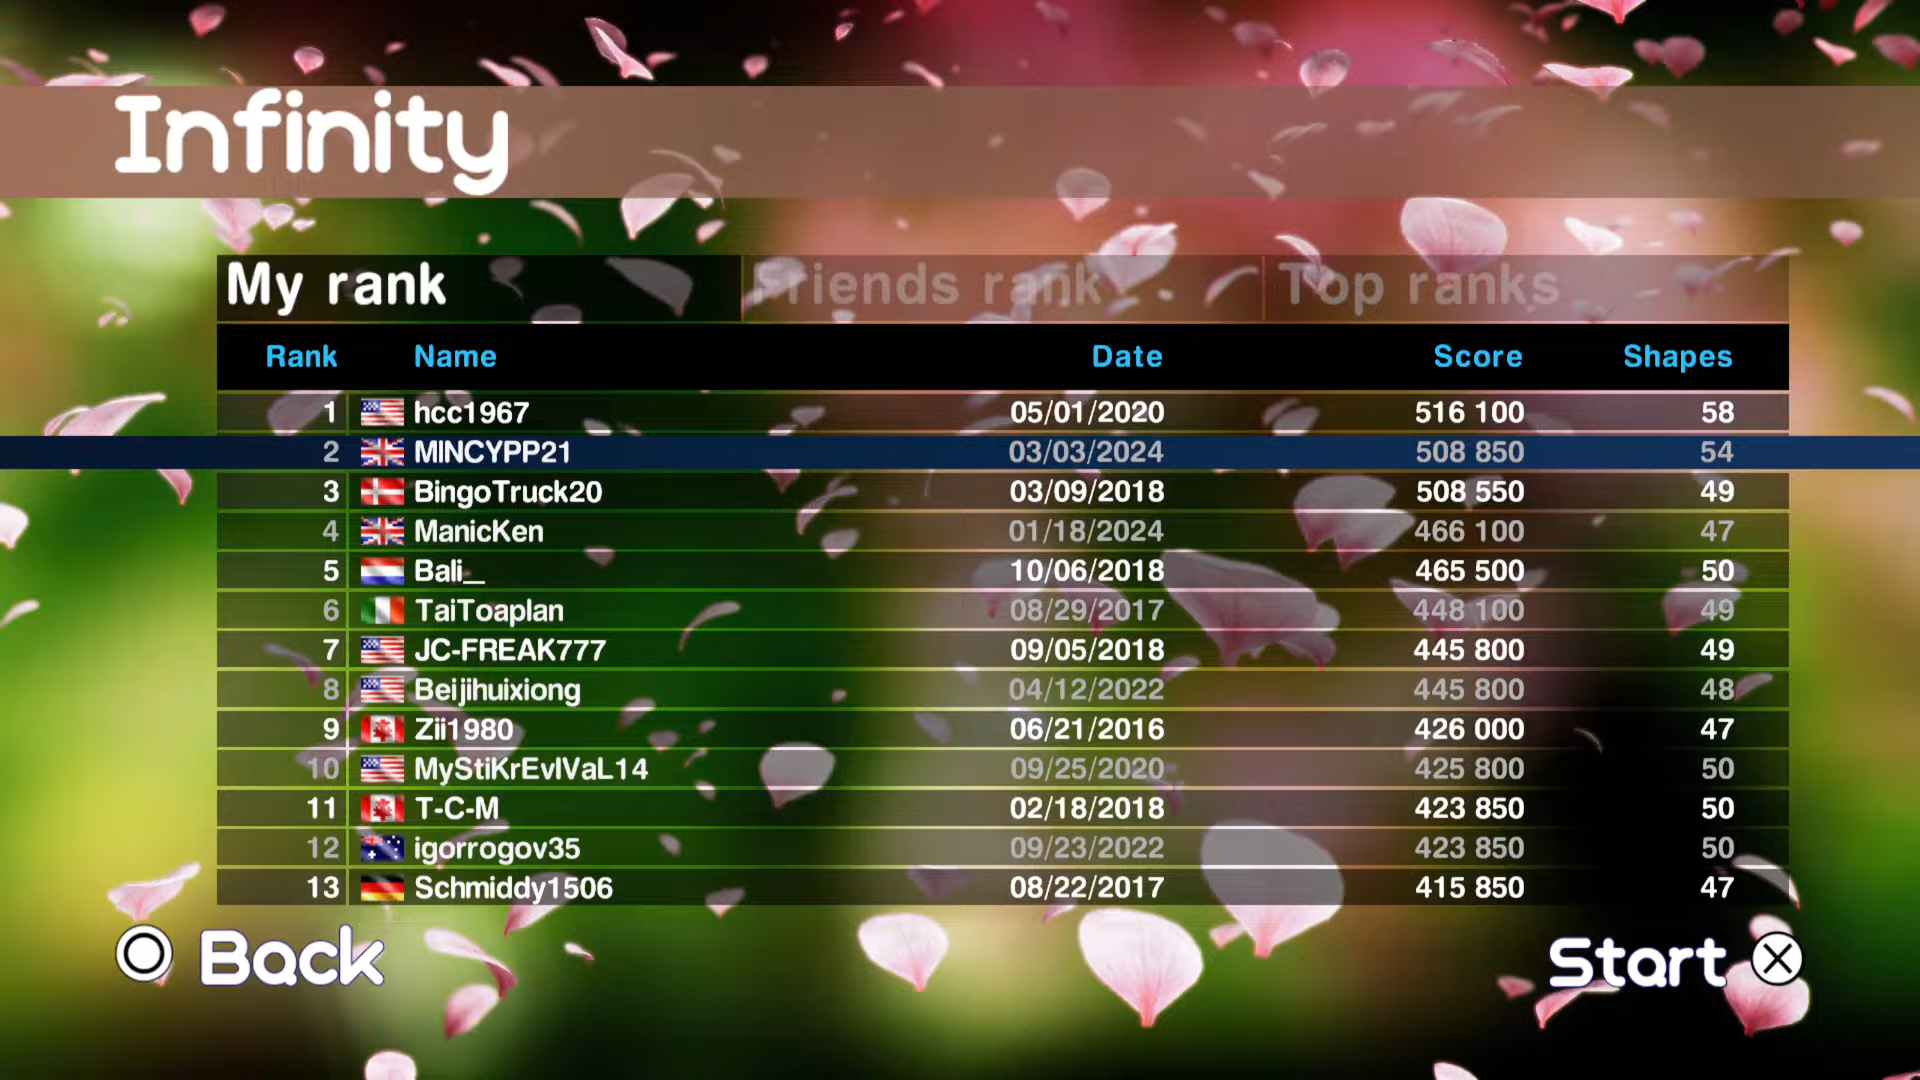 Infinity
My rank Friends rank Top ranks
Rank Name Date Score Shapes
1 hcc1967 05/01/2020 516 100 58
2 MINCYPP21 03/03/2024 508 850 54
3 BingoTruck20 03/09/2018 508 550 49
4 ManicKen 01/18/2024 466 100 47
5 Bali_ 10/06/2018 465 500 50
6 TaiToaplan 08/29/2017 448 100 49
7 JC-FREAK777 09/05/2018 445 800 49
8 Beijihuixiong 04/12/2022 445 800 48
9 Zii1980 06/21/2016 426 000 47
10 MyStiKrEvIVaL14 09/25/2020 425 800 50
11 T-C-M 02/18/2018 423 850 50
12 igorrogov35 09/23/2022 423 850 50
13 Schmiddy1506 08/22/2017 415 850 47
Back Start